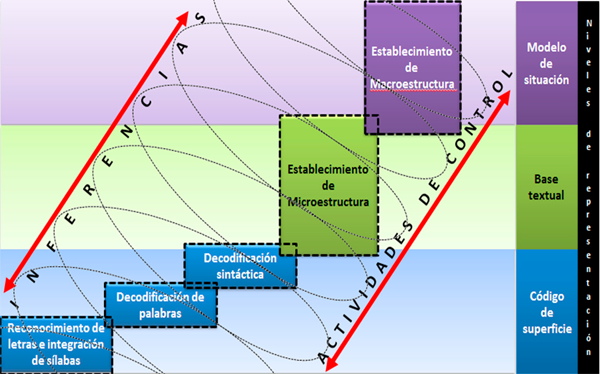 Establecimiento
de
Macroestructura
Modelo
de
situación
Niveles de representación
INFERENCIAS
ACTIVIDADES DE CONTROL
Establecimiento
de
Microestructura
Base
textual
Decodificación
sintáctica
Decodificación de
palabras
Reconocimiento de
letras e integración
de sílabas
Código
de
superficie